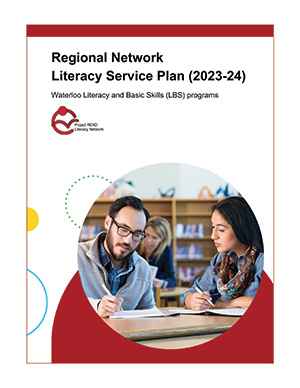 Regional Network
Literacy Service Plan (2023-24)
Waterloo Literacy and Basic Skills (LBS) programs
Project READ
Literacy Network